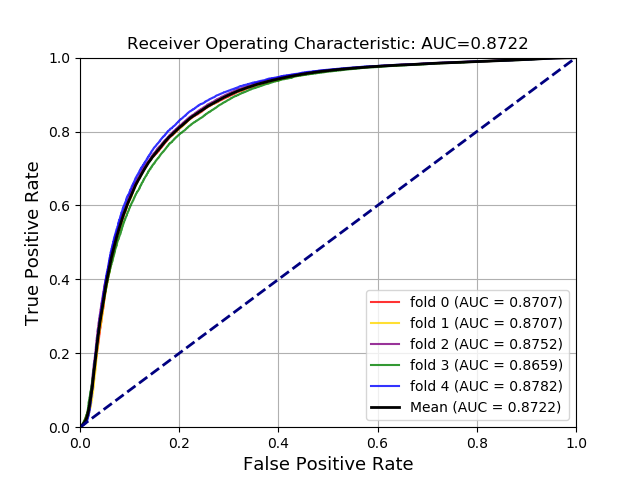 Receiver Operating Characteristic: AUC=0.8722
1.0
0.8
0.6
0.4
0.2
0.0
True Positive Rate
fold 0 (AUC = 0.8707)
fold 1 (AUC = 0.8707)
fold 2 (AUC = 0.8752)
fold 3 (AUC = 0.8659)
fold 4 (AUC = 0.8782)
Mean (AUC = 0.8722)
0.0 0.2 0.4 0.6 0.8 1.0
False Positive Rate